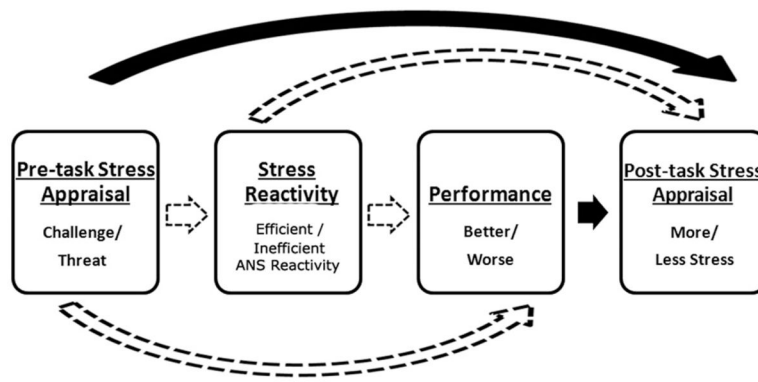 Pre-task Stress
Appraisal
Challenge/
Threat
Stress
Reactivity
Efficient /
Inefficient
ANS Reactivity
Performance
Better/
Worse
Post-task Stress
Appraisal
More/
Less Stress